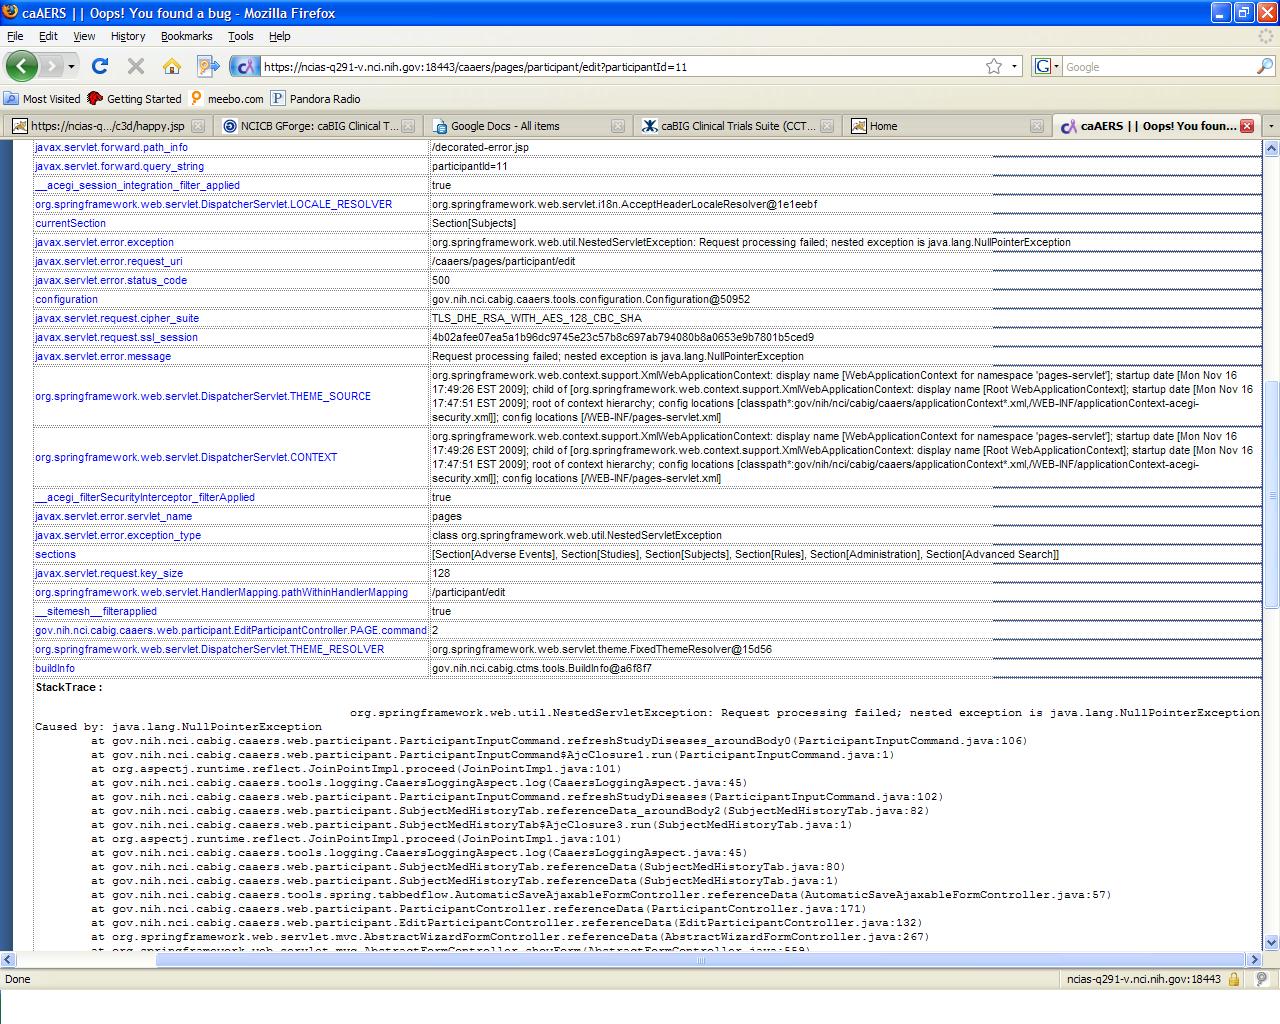 caAERS || Oops! You found a bug - Mozilla Firefox
File Edit View History Bookmarks Tools Help
https://ncias-q291-v.nci.nih.gov:18443/caaers/pages/participant/edit?participantId=11
Google
Most Visited Getting Started meebo.com Pandora Radio
https://ncias-q.../c3d/happy.jsp NCICB GForge: caBIG Clinical T... Google Docs - All items caBIG Clinical Trials Suite (CCT... Home caAERS || Oops! You foun...
javax.servlet.forward.path_info /decorated-error.jsp
javax.servlet.forward.query_string participantId=11
__acegi_session_integration_filter_applied true
org.springframework.web.servlet.DispatcherServlet.LOCALE_RESOLVER org.springframework.web.servlet.i18n.AcceptHeaderLocaleResolver@1e1eebf
currentSection Section[Subjects]
javax.servlet.error.exception org.springframework.web.util.NestedServletException: Request processing failed; nested exception is java.lang.NullPointerException
javax.servlet.error.request_uri /caaers/pages/participant/edit
javax.servlet.error.status_code 500
configuration gov.nih.nci.cabig.caaers.tools.configuration.Configuration@50952
javax.servlet.request.cipher_suite TLS_DHE_RSA_WITH_AES_128_CBC_SHA
javax.servlet.request.ssl_session 4b02afee07ea5a1b96dc9745e23c57b8c697ab794080b8a0653e9b7801b5ced9
javax.servlet.error.message Request processing failed; nested exception is java.lang.NullPointerException
org.springframework.web.servlet.DispatcherServlet.THEME_SOURCE
org.springframework.web.context.support.XmlWebApplicationContext: display name [WebApplicationContext for namespace 'pages-servlet']; startup date [Mon Nov 16
17:49:26 EST 2009]; child of [org.springframework.web.context.support.XmlWebApplicationContext: display name [Root WebApplicationContext]; startup date [Mon Nov 16
17:47:51 EST 2009]; root of context hierarchy; config locations [classpath*:gov/nih/nci/cabig/caaers/applicationContext*.xml,/WEB-INF/applicationContext-acegi-
security.xml]]; config locations [/WEB-INF/pages-servlet.xml]
org.springframework.web.servlet.DispatcherServlet.CONTEXT
org.springframework.web.context.support.XmlWebApplicationContext: display name [WebApplicationContext for namespace 'pages-servlet']; startup date [Mon Nov 16
17:49:26 EST 2009]; child of [org.springframework.web.context.support.XmlWebApplicationContext: display name [Root WebApplicationContext]; startup date [Mon Nov 16
17:47:51 EST 2009]; root of context hierarchy; config locations [classpath*:gov/nih/nci/cabig/caaers/applicationContext*.xml,/WEB-INF/applicationContext-acegi-
security.xml]]; config locations [/WEB-INF/pages-servlet.xml]
__acegi_filterSecurityInterceptor_filterApplied true
javax.servlet.error.servlet_name pages
javax.servlet.error.exception_type class org.springframework.web.util.NestedServletException
sections [Section[Adverse Events], Section[Studies], Section[Subjects], Section[Rules], Section[Administration], Section[Advanced Search]]
javax.servlet.request.key_size 128
org.springframework.web.servlet.HandlerMapping.pathWithinHandlerMapping /participant/edit
__sitemesh__filterapplied true
gov.nih.nci.cabig.caaers.web.participant.EditParticipantController.PAGE.command 2
org.springframework.web.servlet.DispatcherServlet.THEME_RESOLVER org.springframework.web.servlet.theme.FixedThemeResolver@15d56
buildInfo gov.nih.nci.cabig.ctms.tools.BuildInfo@a6f8f7
StackTrace :
org.springframework.web.util.NestedServletException: Request processing failed; nested exception is java.lang.NullPointerException
Caused by: java.lang.NullPointerException
at gov.nih.nci.cabig.caaers.web.participant.ParticipantInputCommand.refreshStudyDiseases_aroundBody0(ParticipantInputCommand.java:106)
at gov.nih.nci.cabig.caaers.web.participant.ParticipantInputCommand$AjcClosure1.run(ParticipantInputCommand.java:1)
at org.aspectj.runtime.reflect.JoinPointImpl.proceed(JoinPointImpl.java:101)
at gov.nih.nci.cabig.caaers.tools.logging.CaaersLoggingAspect.log(CaaersLoggingAspect.java:45)
at gov.nih.nci.cabig.caaers.web.participant.ParticipantInputCommand.refreshStudyDiseases(ParticipantInputCommand.java:102)
at gov.nih.nci.cabig.caaers.web.participant.SubjectMedHistoryTab.referenceData_aroundBody2(SubjectMedHistoryTab.java:82)
at gov.nih.nci.cabig.caaers.web.participant.SubjectMedHistoryTab$AjcClosure3.run(SubjectMedHistoryTab.java:1)
at org.aspectj.runtime.reflect.JoinPointImpl.proceed(JoinPointImpl.java:101)
at gov.nih.nci.cabig.caaers.tools.logging.CaaersLoggingAspect.log(CaaersLoggingAspect.java:45)
at gov.nih.nci.cabig.caaers.web.participant.SubjectMedHistoryTab.referenceData(SubjectMedHistoryTab.java:80)
at gov.nih.nci.cabig.caaers.web.participant.SubjectMedHistoryTab.referenceData(SubjectMedHistoryTab.java:1)
at gov.nih.nci.cabig.caaers.tools.spring.tabbedflow.AutomaticSaveAjaxableFormController.referenceData(AutomaticSaveAjaxableFormController.java:57)
at gov.nih.nci.cabig.caaers.web.participant.ParticipantController.referenceData(ParticipantController.java:171)
at gov.nih.nci.cabig.caaers.web.participant.EditParticipantController.referenceData(EditParticipantController.java:132)
at org.springframework.web.servlet.mvc.AbstractWizardFormController.referenceData(AbstractWizardFormController.java:267)
at org.springframework.web.servlet.mvc.AbstractFormController.showForm(AbstractFormController.java:559)
Done ncias-q291-v.nci.nih.gov:18443